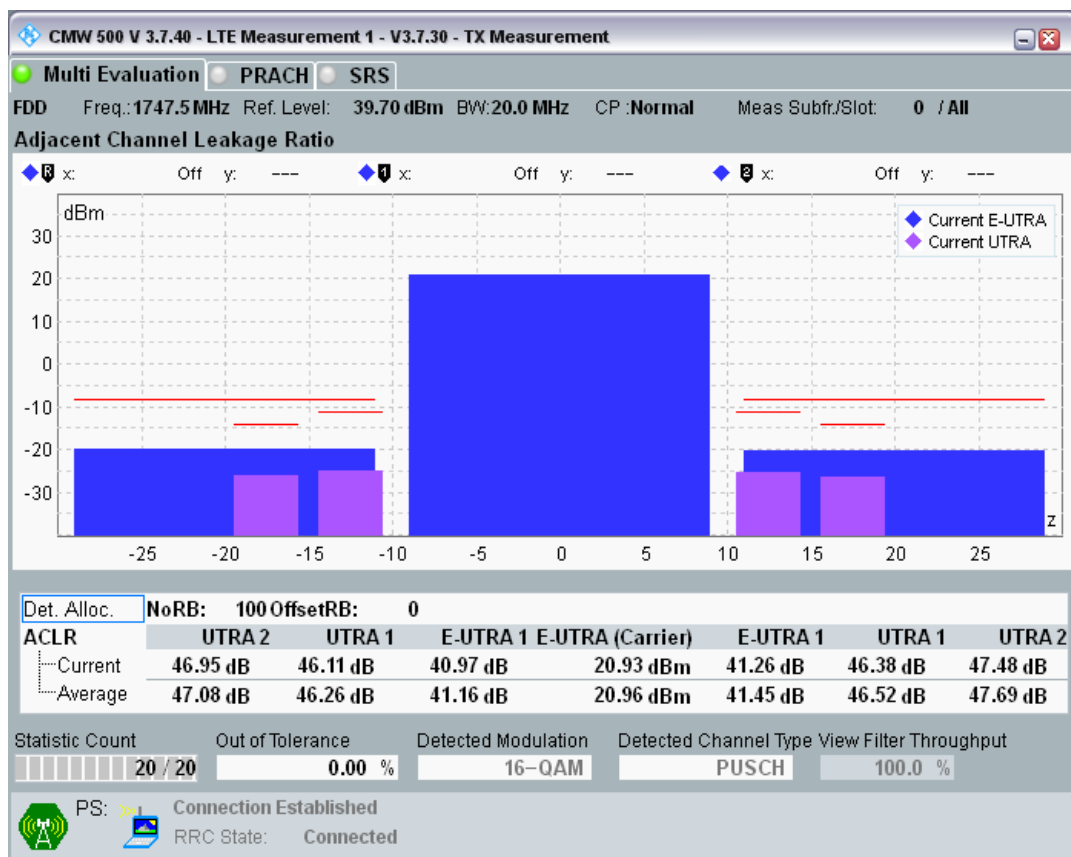 CMW 500 V 3.7.40 - LTE Measurement 1 - V3.7.30 - TX Measurement
Multi Evaluation PRACH SRS
FDD Freq.:1747.5 MHz Ref. Level: 39.70 dBm BW:20.0 MHz CP :Normal Meas Subfr./Slot: 0 / All
Adjacent Channel Leakage Ratio
R x: Off y: --- 1 x: Off y: --- 2 x: Off y: ---
dBm
Current E-UTRA
Current UTRA
30
20
10
0
-10
-20
-30
z
-25 -20 -15 -10 -5 0 5 10 15 20 25
Det. Alloc. NoRB: 100 OffsetRB: 0
ACLR UTRA 2 UTRA 1 E-UTRA 1 E-UTRA (Carrier) E-UTRA 1 UTRA 1 UTRA 2
Current 46.95 dB 46.11 dB 40.97 dB 20.93 dBm 41.26 dB 46.38 dB 47.48 dB
Average 47.08 dB 46.26 dB 41.16 dB 20.96 dBm 41.45 dB 46.52 dB 47.69 dB
Statistic Count Out of Tolerance Detected Modulation Detected Channel Type View Filter Throughput
20 / 20 0.00 % 16-QAM PUSCH 100.0 %
PS: Connection Established
RRC State: Connected